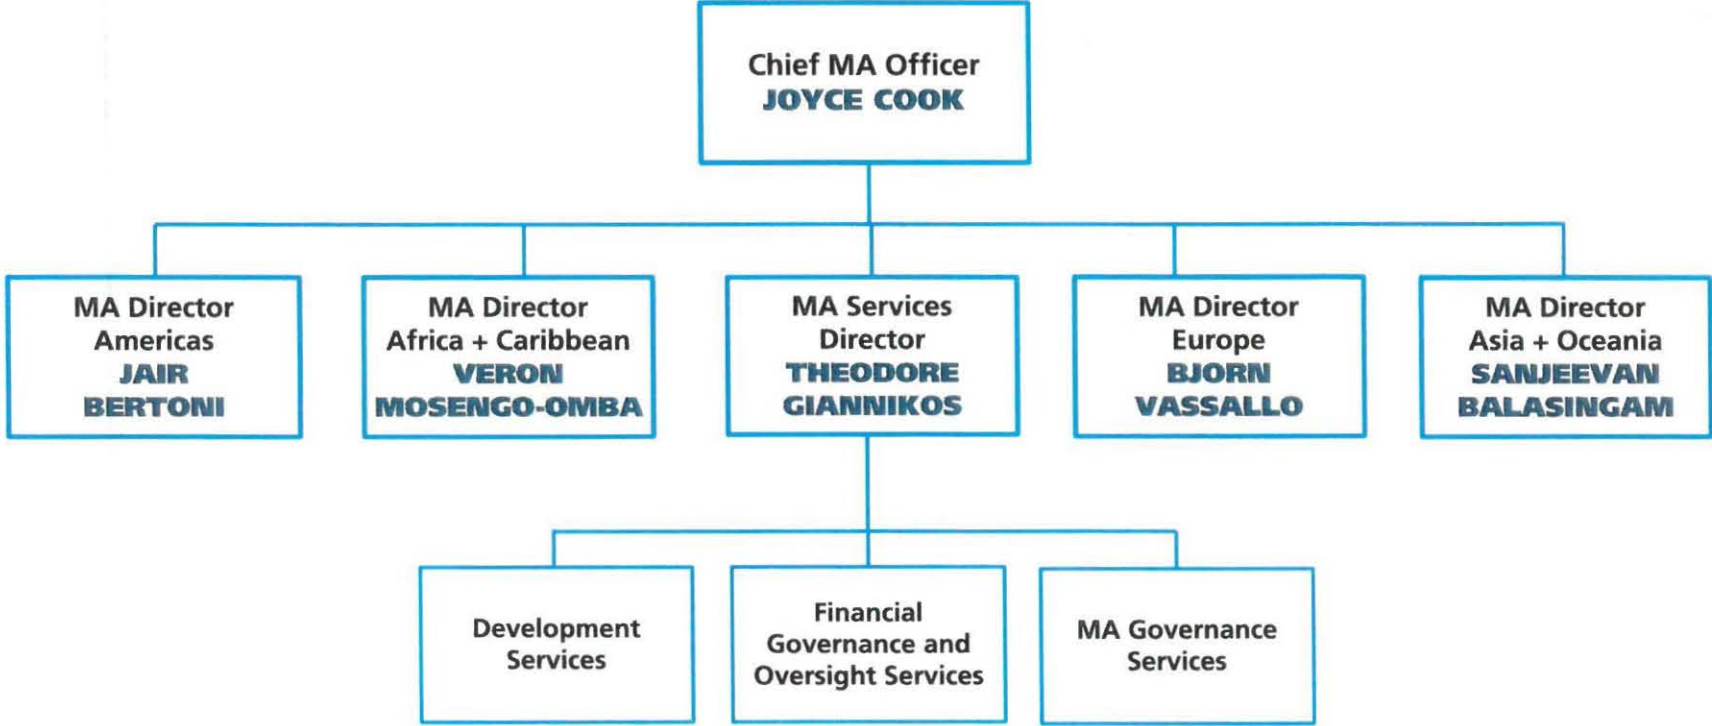 Chief MA Officer
JOYCE COOK
MA Director
Americas
JAIR
BERTONI
MA Director
Africa + Caribbean
VERON
MOSENGO-OMBA
MA Services
Director
THEODORE
GIANNIKOS
MA Director
Europe
BJORN
VASSALLO
MA Director
Asia + Oceania
SANJEEVAN
BALASINGAM
Development
Services
Financial
Governance and
Oversight Services
MA Governance
Services